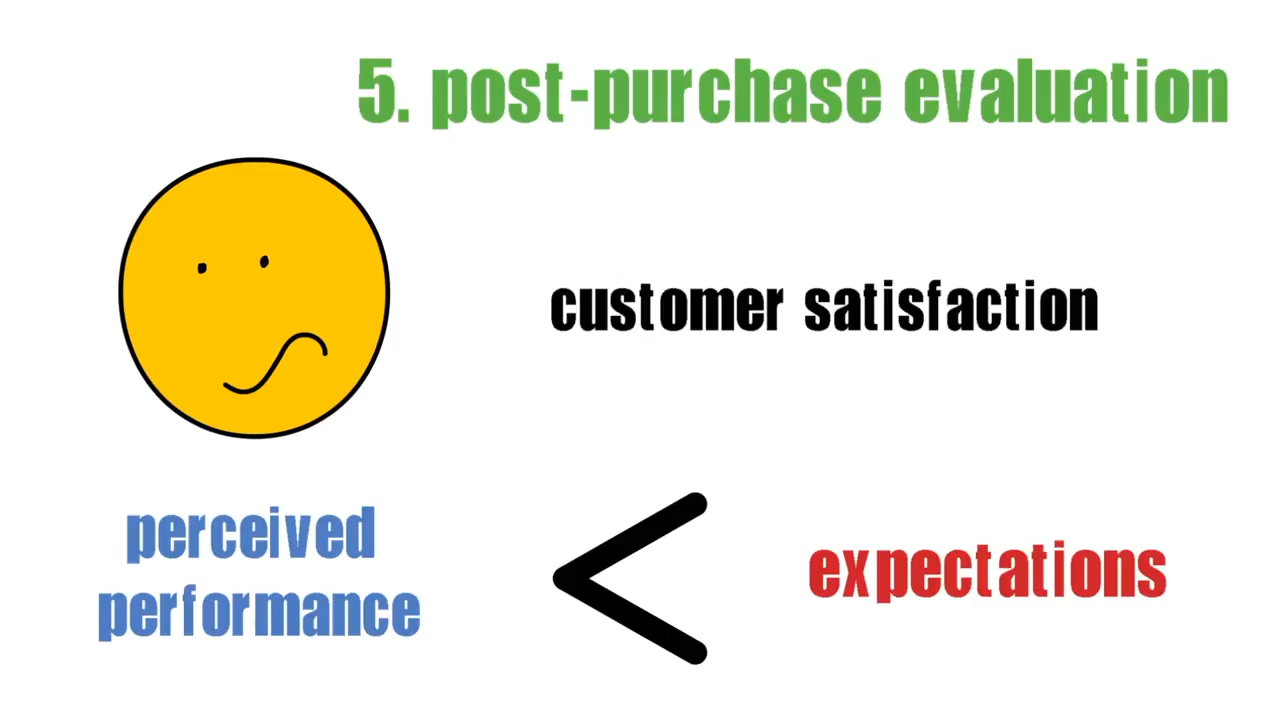 5. post-purchase evaluation
customer satisfaction
perceived
performance
<
expectations